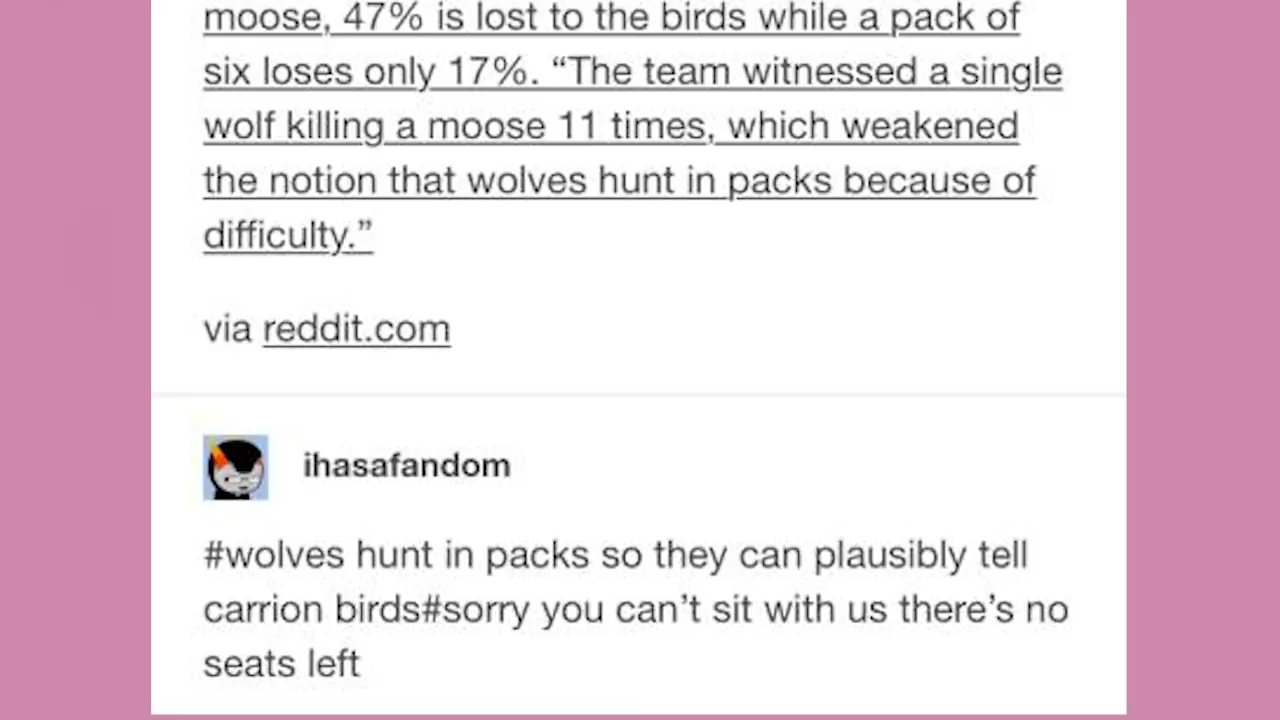 moose, 47% is lost to the birds while a pack of
six loses only 17%. “The team witnessed a single
wolf killing a moose 11 times, which weakened
the notion that wolves hunt in packs because of
difficulty.”
via reddit.com
ihasafandom
#wolves hunt in packs so they can plausibly tell
carrion birds#sorry you can’t sit with us there’s no
seats left